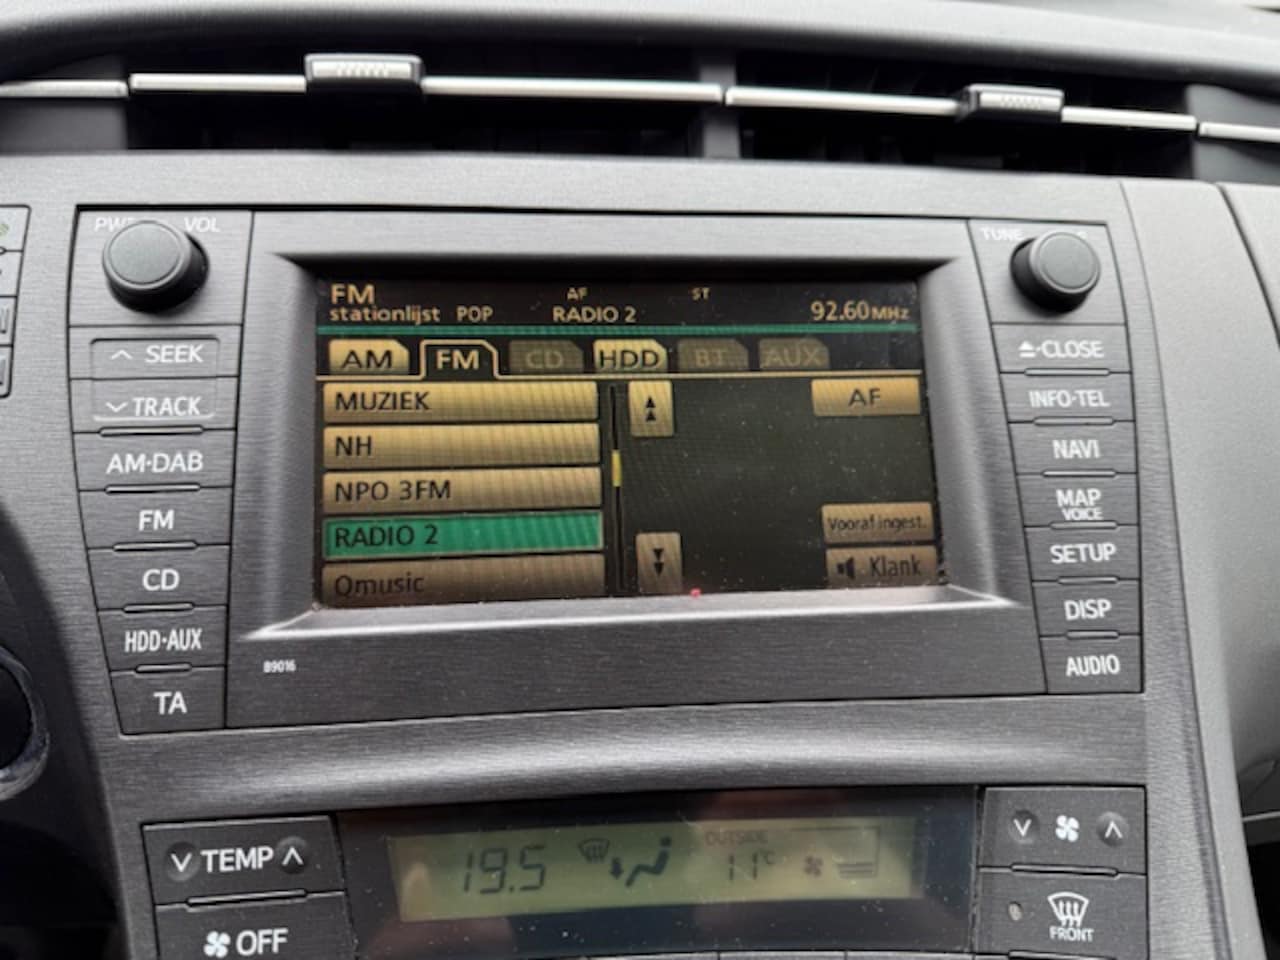 PWR VOL
TUNE
FM AF ST
stationlijst POP RADIO 2 92.60MHz
AM FM CD HDD BT AUX
MUZIEK AF
NH
NPO 3FM
RADIO 2 Vooraf ingest.
Qmusic Klank
SEEK
TRACK
AM·DAB
FM
CD
HDD·AUX
TA
CLOSE
INFO·TEL
NAVI
MAP
VOICE
SETUP
DISP
AUDIO
B9016
TEMP
OFF
19.5 OUTSIDE 11°C
FRONT